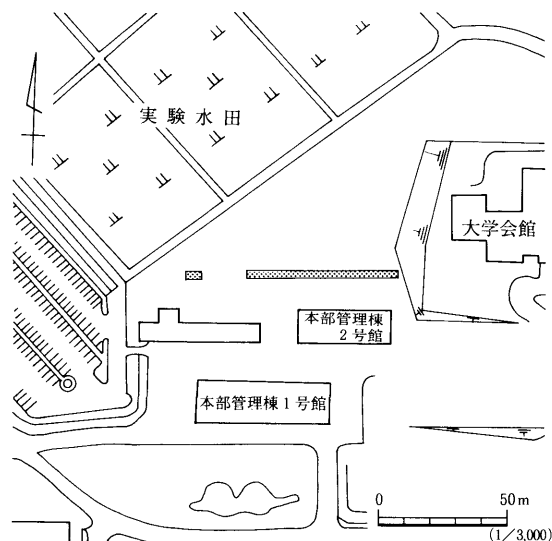 実験水田
大学会館
本部管理棟
2号館
本部管理棟1号館
0 50m
(1/3,000)